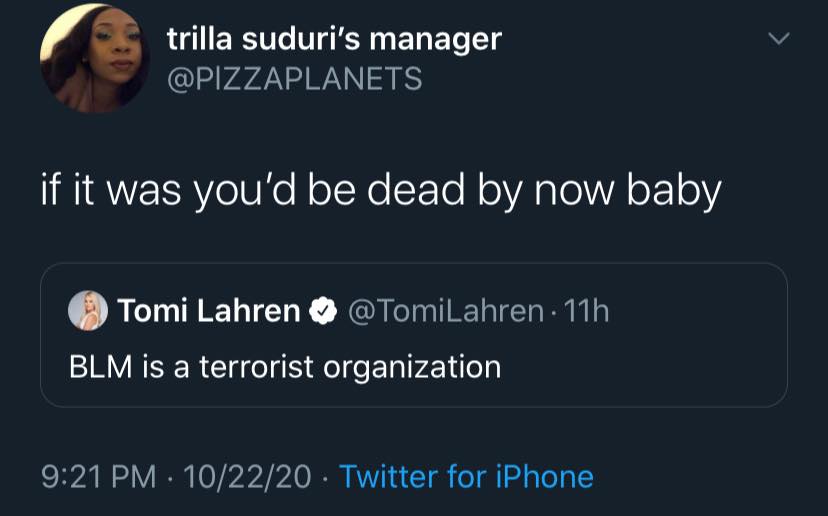 trilla suduri's manager
@PIZZAPLANETS
if it was you'd be dead by now baby
Tomi Lahren @TomiLahren · 11h
BLM is a terrorist organization
9:21 PM · 10/22/20 · Twitter for iPhone